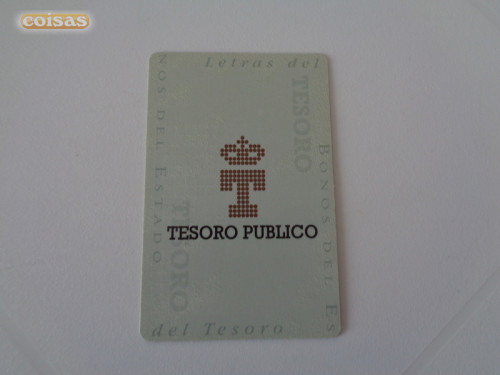 coisas
Letras del
TESORO
BONOS DEL ES
NOS DEL ESTADO
TESORO
T
TESORO PUBLICO
del Tesoro